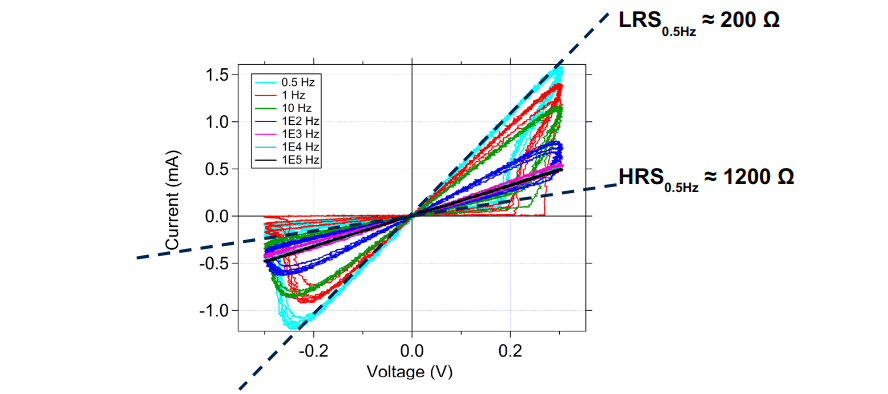 LRS0.5Hz ≈ 200 Ω
HRS0.5Hz ≈ 1200 Ω
0.5 Hz
1 Hz
10 Hz
1E2 Hz
1E3 Hz
1E4 Hz
1E5 Hz
Current (mA)
1.5
1.0
0.5
0.0
-0.5
-1.0
-0.2
0.0
0.2
Voltage (V)